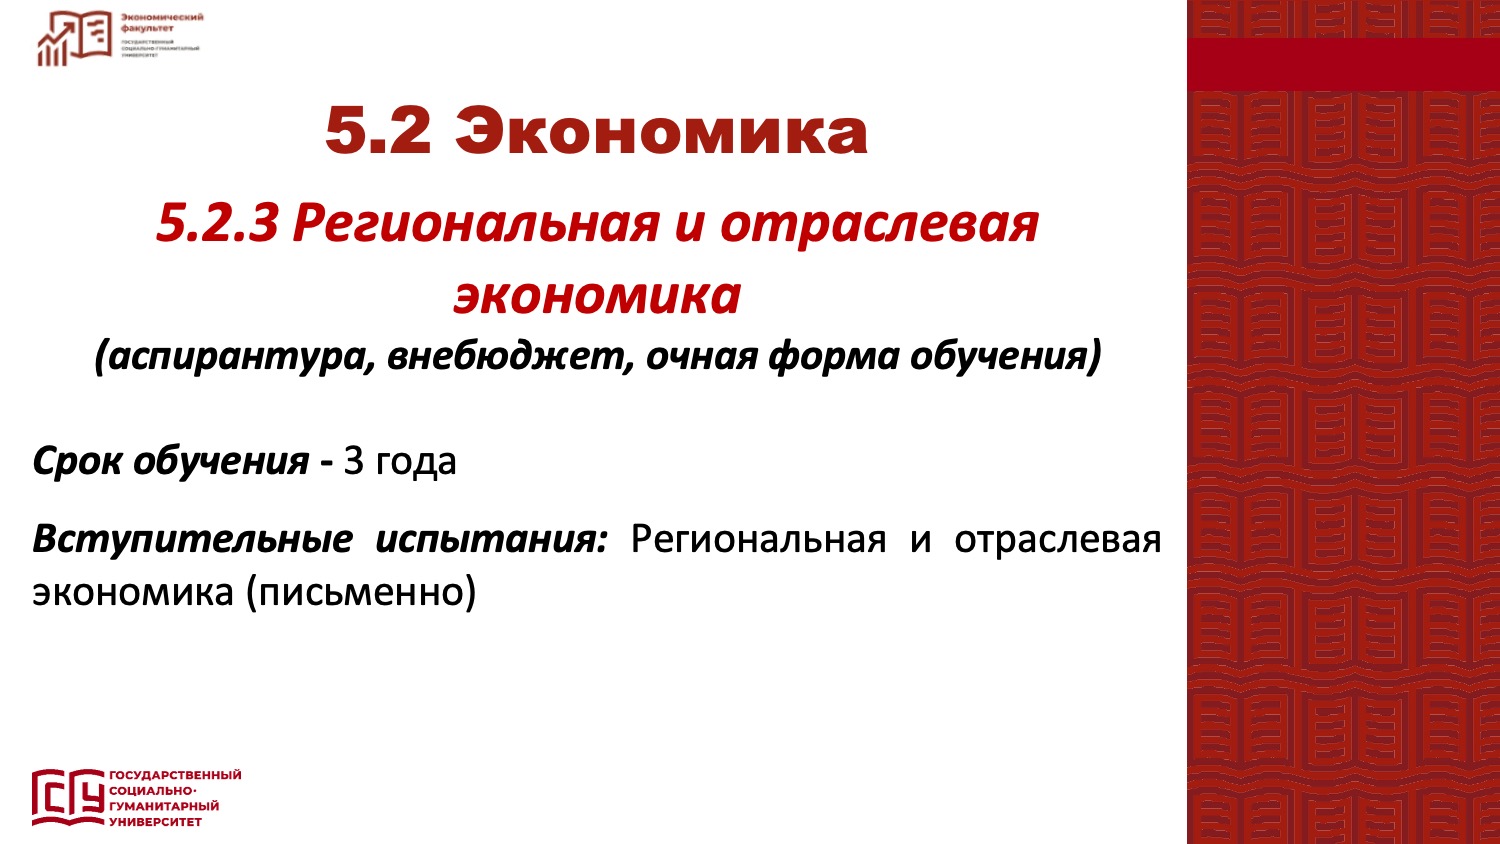 Экономический
факультет
ГОСУДАРСТВЕННЫЙ
СОЦИАЛЬНО-ГУМАНИТАРНЫЙ
УНИВЕРСИТЕТ
5.2 Экономика
5.2.3 Региональная и отраслевая
экономика
(аспирантура, внебюджет, очная форма обучения)
Срок обучения - 3 года
Вступительные испытания: Региональная и отраслевая
экономика (письменно)
ГСГУ
ГОСУДАРСТВЕННЫЙ
СОЦИАЛЬНО-
ГУМАНИТАРНЫЙ
УНИВЕРСИТЕТ